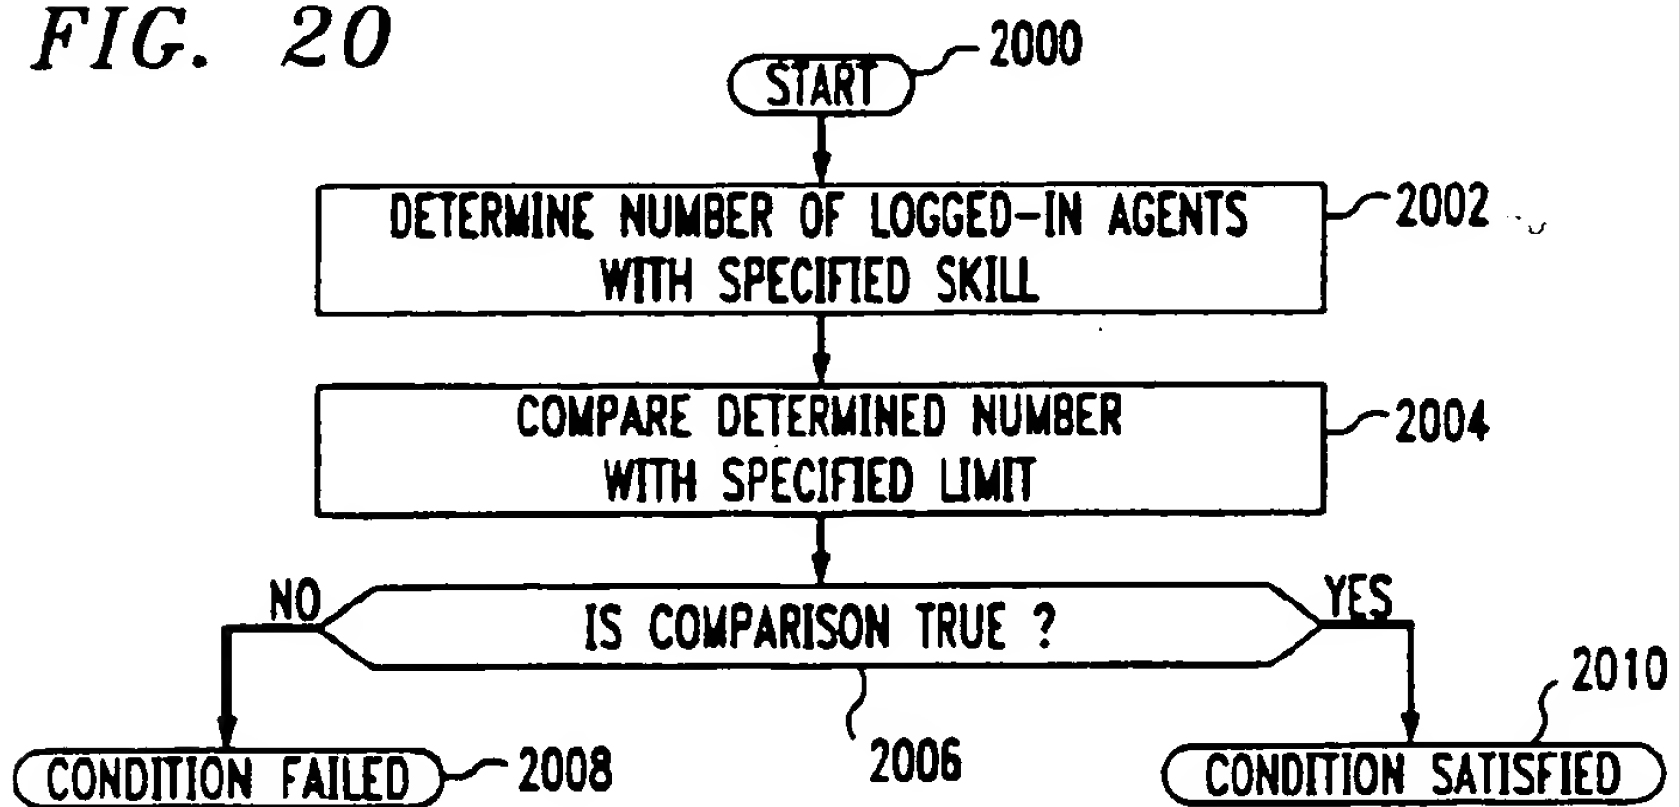 FIG. 20
START
2000
DETERMINE NUMBER OF LOGGED-IN AGENTS
WITH SPECIFIED SKILL
2002
COMPARE DETERMINED NUMBER
WITH SPECIFIED LIMIT
2004
NO
IS COMPARISON TRUE ?
YES
2006
CONDITION FAILED
2008
CONDITION SATISFIED
2010